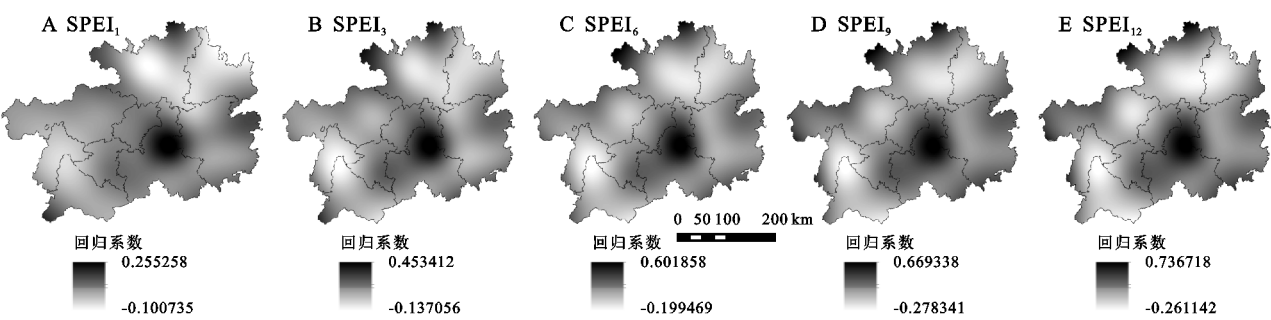 A SPEI₁
B SPEI₃
C SPEI₆
D SPEI₉
E SPEI₁₂
0 50 100 200 km
回归系数
0.255258
-0.100735
回归系数
0.453412
-0.137056
回归系数
0.601858
-0.199469
回归系数
0.669338
-0.278341
回归系数
0.736718
-0.261142